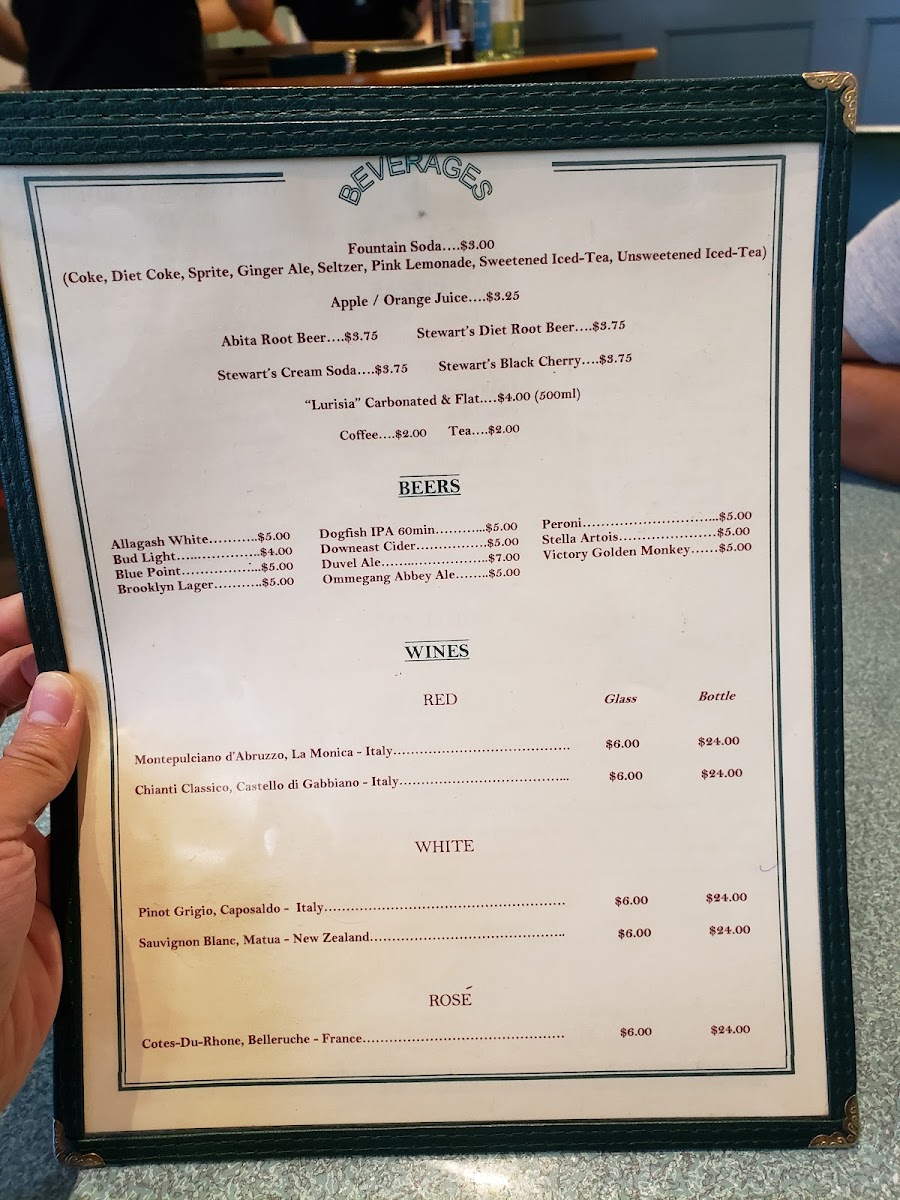 BEVERAGES
Fountain Soda....$3.00
(Coke, Diet Coke, Sprite, Ginger Ale, Seltzer, Pink Lemonade, Sweetened Iced-Tea, Unsweetened Iced-Tea)
Apple / Orange Juice....$3.25
Abita Root Beer....$3.75 Stewart's Diet Root Beer....$3.75
Stewart's Cream Soda....$3.75 Stewart's Black Cherry....$3.75
"Lurisia" Carbonated & Flat....$4.00 (500ml)
Coffee....$2.00 Tea....$2.00
BEERS
Allagash White...........$5.00
Bud Light...................$4.00
Blue Point..................$5.00
Brooklyn Lager...........$5.00
Dogfish IPA 60min............$5.00
Downeast Cider................$5.00
Duvel Ale........................$7.00
Ommegang Abbey Ale........$5.00
Peroni..............................$5.00
Stella Artois......................$5.00
Victory Golden Monkey......$5.00
WINES
RED Glass Bottle
Montepulciano d'Abruzzo, La Monica - Italy....................................... $6.00 $24.00
Chianti Classico, Castello di Gabbiano - Italy...................................... $6.00 $24.00
WHITE
Pinot Grigio, Caposaldo - Italy...................................................... $6.00 $24.00
Sauvignon Blanc, Matua - New Zealand........................................... $6.00 $24.00
ROSÉ
Cotes-Du-Rhone, Belleruche - France............................................. $6.00 $24.00